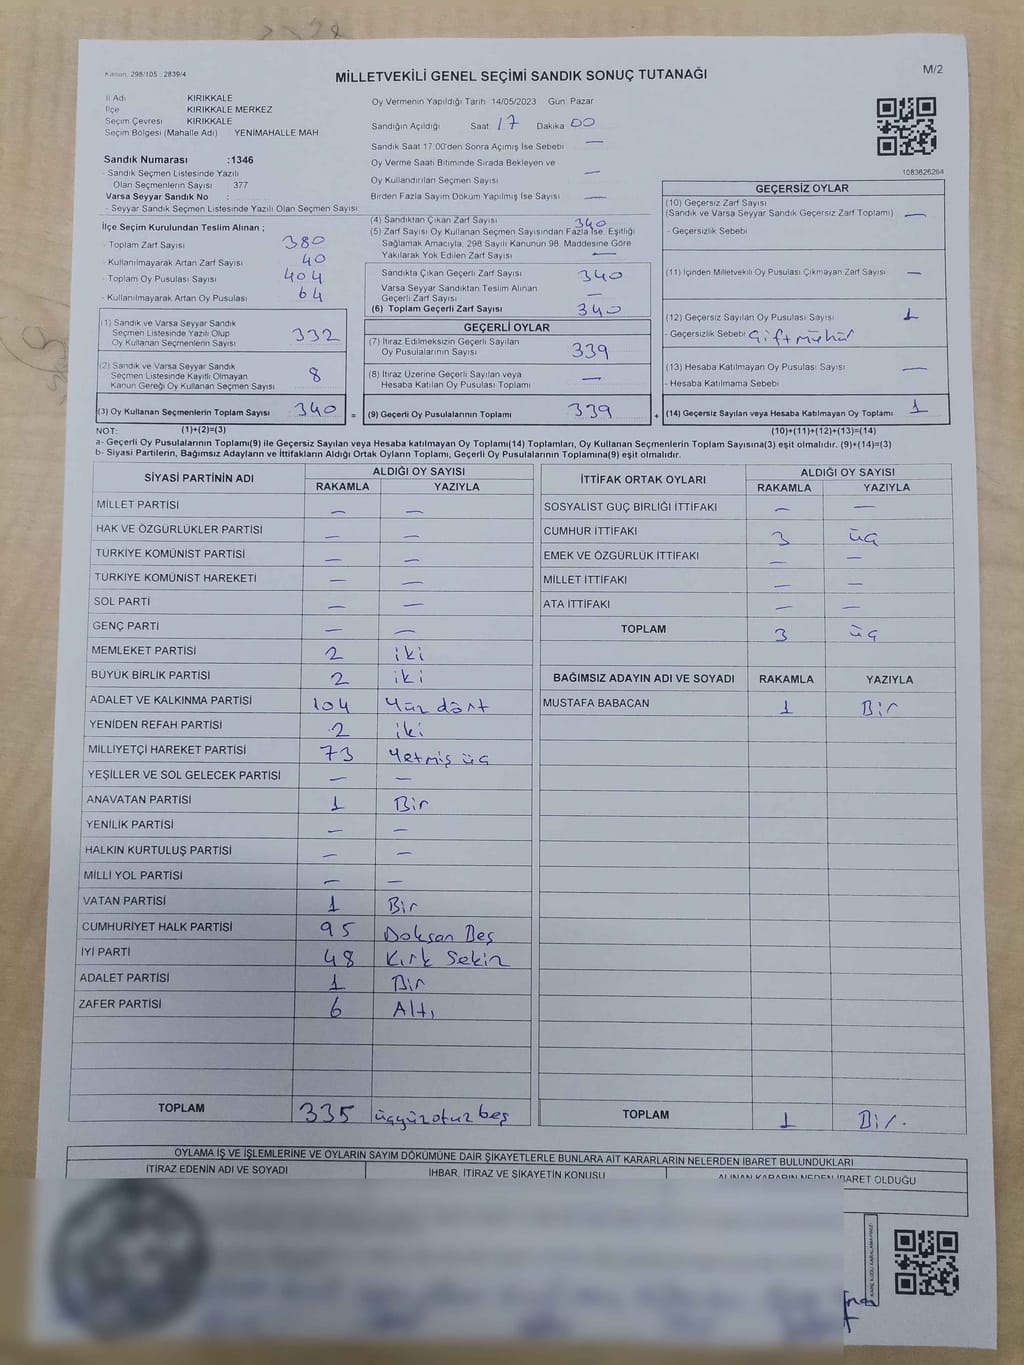 Kanun: 298/105 2839/4
MİLLETVEKİLİ GENEL SEÇİMİ SANDIK SONUÇ TUTANAĞI
M/2
İl Adı KIRIKKALE
İlçe KIRIKKALE MERKEZ
Seçim Çevresi KIRIKKALE
Seçim Bölgesi (Mahalle Adı) YENİMAHALLE MAH
Sandık Numarası :1346
- Sandık Seçmen Listesinde Yazılı
Olan Seçmenlerin Sayısı 377
Varsa Seyyar Sandık No :
- Seyyar Sandık Seçmen Listesinde Yazılı Olan Seçmen Sayısı:
İlçe Seçim Kurulundan Teslim Alınan ;
- Toplam Zarf Sayısı 380
- Kullanılmayarak Artan Zarf Sayısı 40
- Toplam Oy Pusulası Sayısı 404
- Kullanılmayarak Artan Oy Pusulası 64
(1) Sandık ve Varsa Seyyar Sandık
Seçmen Listesinde Yazılı Olup
Oy Kullanan Seçmenlerin Sayısı 332
(2) Sandık ve Varsa Seyyar Sandık
Seçmen Listesinde Kayıtlı Olmayan
Kanun Gereği Oy Kullanan Seçmen Sayısı 8
(3) Oy Kullanan Seçmenlerin Toplam Sayısı 340 =
Oy Vermenin Yapıldığı Tarih 14/05/2023 Gün: Pazar
Sandığın Açıldığı Saat 17 Dakika 00
Sandık Saat 17:00'den Sonra Açımış İse Sebebi —
Oy Verme Saati Bitiminde Sırada Bekleyen ve
Oy Kullandırılan Seçmen Sayısı —
Birden Fazla Sayım Döküm Yapılmış İse Sayısı —
(4) Sandıktan Çıkan Zarf Sayısı 340
(5) Zarf Sayısı Oy Kullanan Seçmen Sayısından Fazla İse, Eşitliği
Sağlamak Amacıyla, 298 Sayılı Kanunun 98. Maddesine Göre
Yakılarak Yok Edilen Zarf Sayısı —
Sandıkta Çıkan Geçerli Zarf Sayısı 340
Varsa Seyyar Sandıktan Teslim Alınan
Geçerli Zarf Sayısı —
(6) Toplam Geçerli Zarf Sayısı 340
GEÇERLİ OYLAR
(7) İtiraz Edilmeksizin Geçerli Sayılan
Oy Pusulalarının Sayısı 339
(8) İtiraz Üzerine Geçerli Sayılan veya
Hesaba Katılan Oy Pusulası Toplamı —
(9) Geçerli Oy Pusulalarının Toplamı 339 +
1083626264
GEÇERSİZ OYLAR
(10) Geçersiz Zarf Sayısı
(Sandık ve Varsa Seyyar Sandık Geçersiz Zarf Toplamı) —
- Geçersizlik Sebebi
(11) İçinden Milletvekili Oy Pusulası Çıkmayan Zarf Sayısı —
(12) Geçersiz Sayılan Oy Pusulası Sayısı 1
- Geçersizlik Sebebi Çift mühür
(13) Hesaba Katılmayan Oy Pusulası Sayısı —
- Hesaba Katılmama Sebebi
(14) Geçersiz Sayılan veya Hesaba Katılmayan Oy Toplamı 1
NOT: (1)+(2)=(3) (10)+(11)+(12)+(13)=(14)
a- Geçerli Oy Pusulalarının Toplamı(9) ile Geçersiz Sayılan veya Hesaba katılmayan Oy Toplamı(14) Toplamları, Oy Kullanan Seçmenlerin Toplam Sayısına(3) eşit olmalıdır. (9)+(14)=(3)
b- Siyasi Partilerin, Bağımsız Adayların ve İttifakların Aldığı Ortak Oyların Toplamı, Geçerli Oy Pusulalarının Toplamına(9) eşit olmalıdır.
SİYASİ PARTİNİN ADI ALDIĞI OY SAYISI
RAKAMLA YAZIYLA
MİLLET PARTİSİ — —
HAK VE ÖZGÜRLÜKLER PARTİSİ — —
TÜRKİYE KOMÜNİST PARTİSİ — —
TÜRKİYE KOMÜNİST HAREKETİ — —
SOL PARTİ — —
GENÇ PARTİ — —
MEMLEKET PARTİSİ 2 iki
BÜYÜK BİRLİK PARTİSİ 2 iki
ADALET VE KALKINMA PARTİSİ 104 Yüz dört
YENİDEN REFAH PARTİSİ 2 iki
MİLLİYETÇİ HAREKET PARTİSİ 73 Yetmiş üç
YEŞİLLER VE SOL GELECEK PARTİSİ — —
ANAVATAN PARTİSİ 1 Bir
YENİLİK PARTİSİ — —
HALKIN KURTULUŞ PARTİSİ — —
MİLLİ YOL PARTİSİ — —
VATAN PARTİSİ 1 Bir
CUMHURİYET HALK PARTİSİ 95 Doksan Beş
İYİ PARTİ 48 Kırk Sekiz
ADALET PARTİSİ 1 Bir
ZAFER PARTİSİ 6 Altı
TOPLAM 335 üçyüzotuz beş
İTTİFAK ORTAK OYLARI ALDIĞI OY SAYISI
RAKAMLA YAZIYLA
SOSYALİST GÜÇ BİRLİĞİ İTTİFAKI — —
CUMHUR İTTİFAKI 3 üç
EMEK VE ÖZGÜRLÜK İTTİFAKI — —
MİLLET İTTİFAKI — —
ATA İTTİFAKI — —
TOPLAM 3 üç
BAĞIMSIZ ADAYIN ADI VE SOYADI RAKAMLA YAZIYLA
MUSTAFA BABACAN 1 Bir
TOPLAM 1 Bir.
OYLAMA İŞ VE İŞLEMLERİNE VE OYLARIN SAYIM DÖKÜMÜNE DAİR ŞİKAYETLERLE BUNLARA AİT KARARLARIN NELERDEN İBARET BULUNDUKLARI
İTİRAZ EDENİN ADI VE SOYADI İHBAR, İTİRAZ VE ŞİKAYETİN KONUSU ALINAN KARARIN NEDEN İBARET OLDUĞU